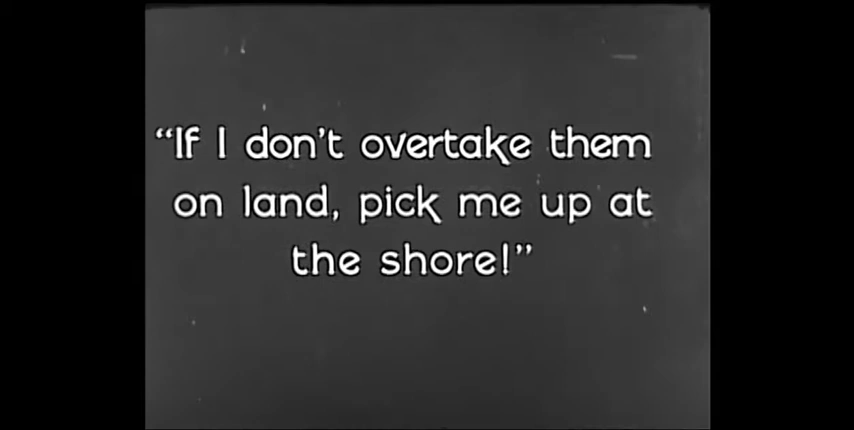 “If I don’t overtake them
on land, pick me up at
the shore!”